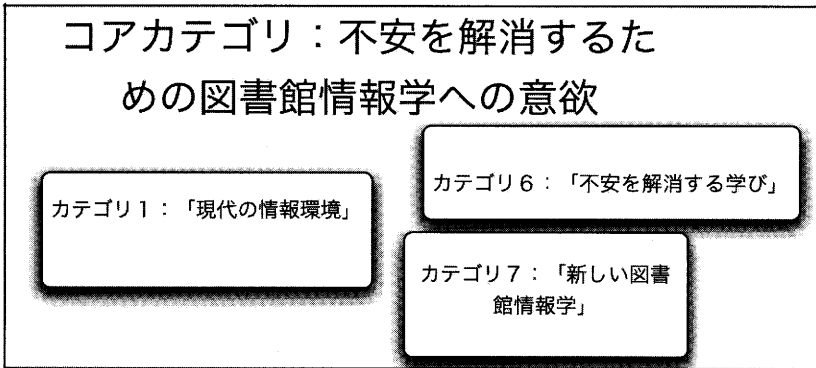 コアカテゴリ：不安を解消するた
めの図書館情報学への意欲
カテゴリ１：「現代の情報環境」
カテゴリ６：「不安を解消する学び」
カテゴリ７：「新しい図書
館情報学」